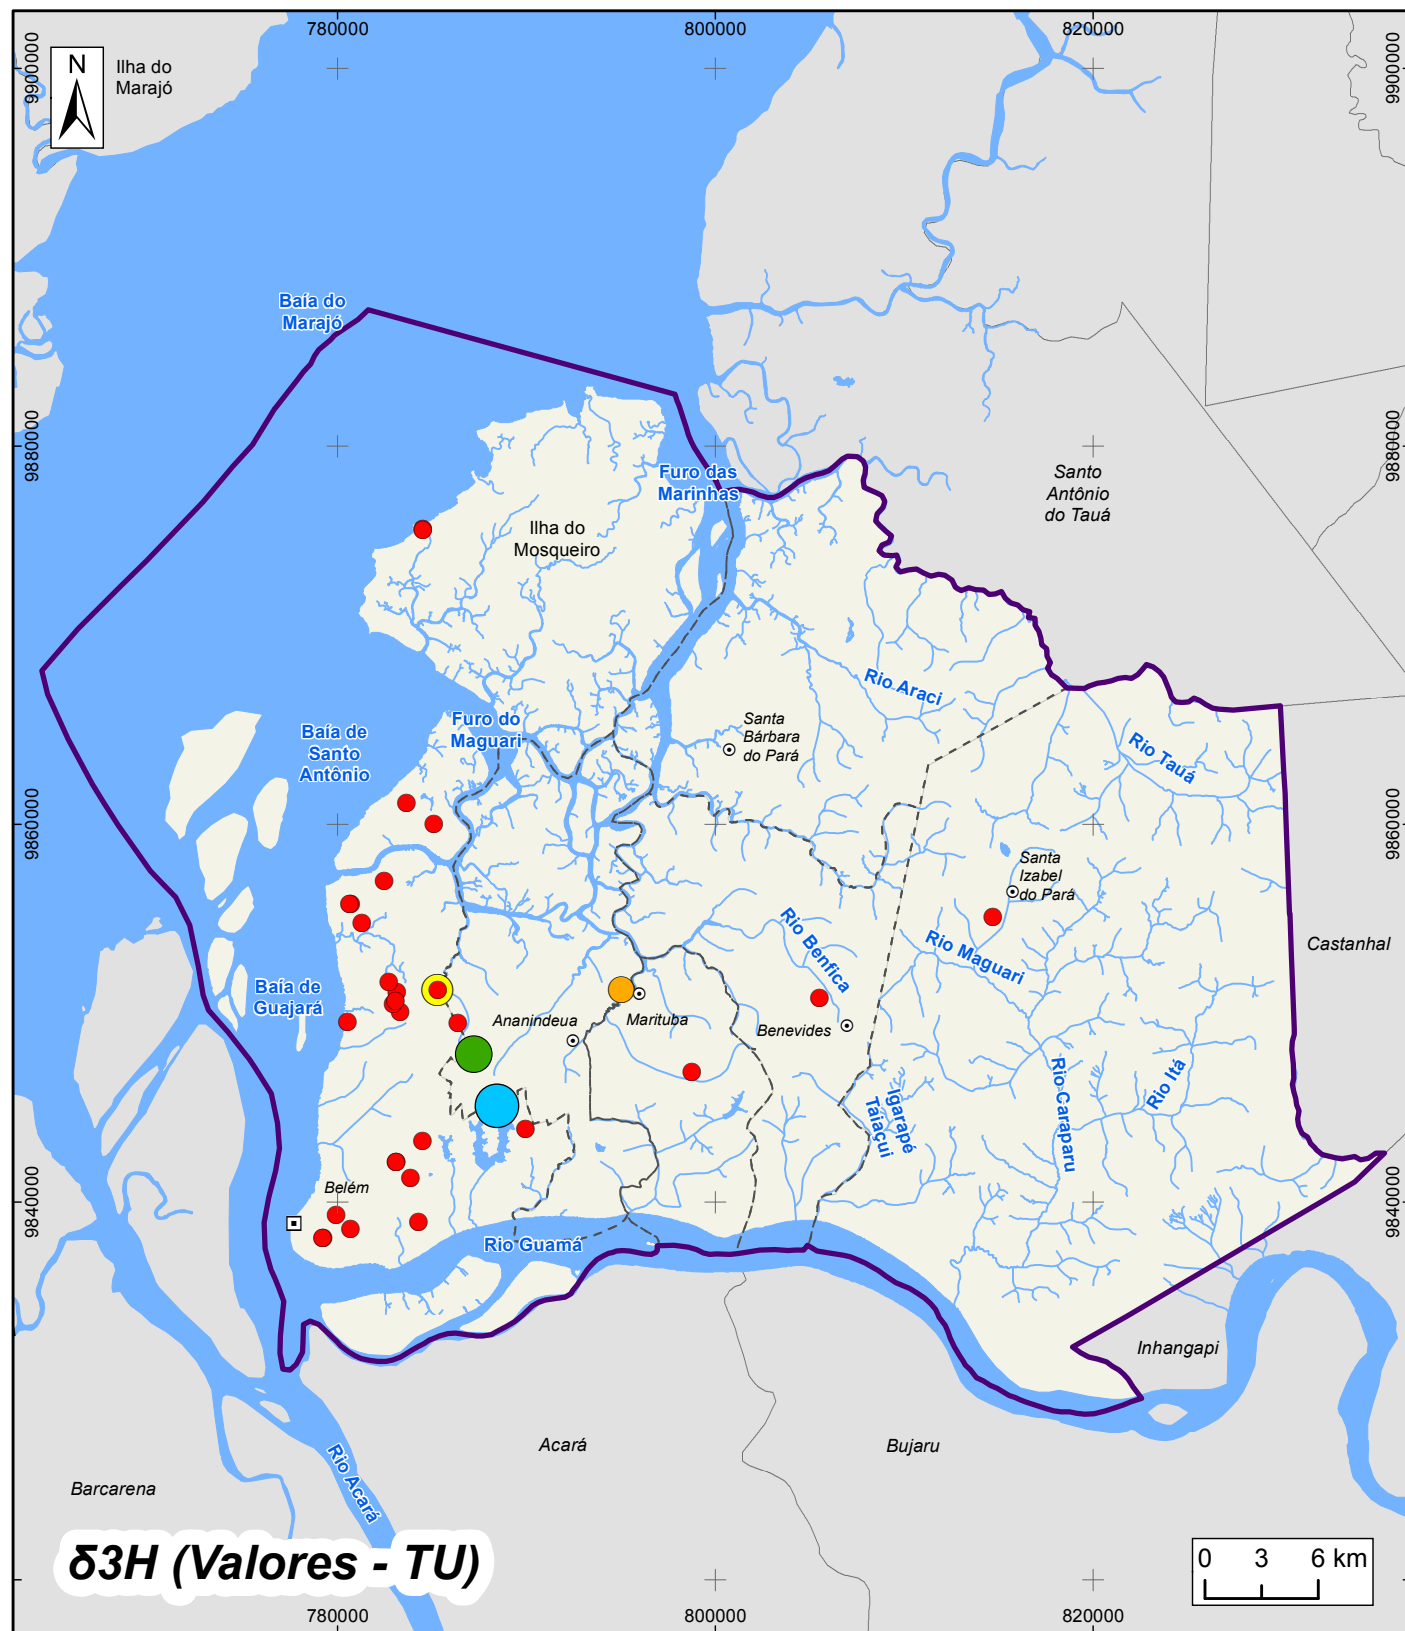 780000
800000
820000
9900000
9900000
N
Ilha do
Marajó
Baía do
Marajó
9880000
9880000
Furo das
Marinhas
Santo
Antônio
do Tauá
Ilha do
Mosqueiro
Rio Araci
Furo do
Maguari
Santa
Bárbara
do Pará
Baía de
Santo
Antônio
Rio Tauá
9860000
9860000
Santa
Izabel
do Pará
Rio Benfica
Rio Maguari
Castanhal
Baía de
Guajará
Ananindeua
Marituba
Benevides
Igarapé
Taiaçui
Rio Caraparu
Rio Itá
Belém
9840000
9840000
Rio Guamá
Inhangapi
Acará
Bujaru
Rio Acará
Barcarena
δ3H (Valores - TU)
0 3 6 km
780000
800000
820000